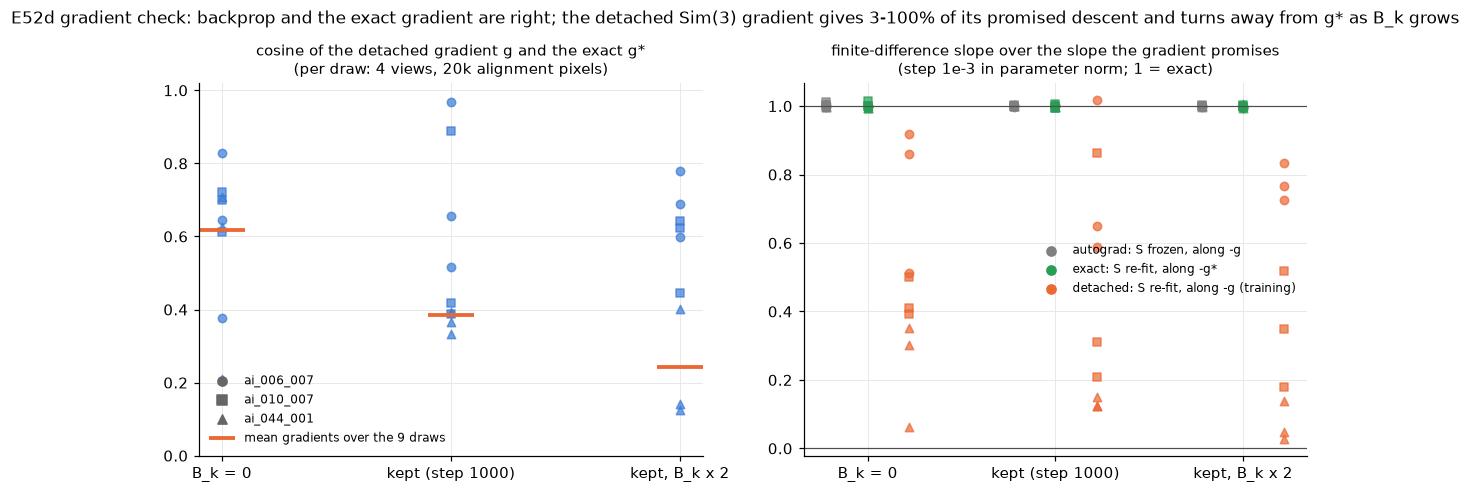 E52d gradient check: backprop and the exact gradient are right; the detached Sim(3) gradient gives 3-100% of its promised descent and turns away from g* as B_k grows
cosine of the detached gradient g and the exact g*
(per draw: 4 views, 20k alignment pixels)
1.0
0.8
0.6
0.4
0.2
0.0
ai_006_007
ai_010_007
ai_044_001
mean gradients over the 9 draws
B_k = 0
kept (step 1000)
kept, B_k x 2
finite-difference slope over the slope the gradient promises
(step 1e-3 in parameter norm; 1 = exact)
1.0
0.8
0.6
0.4
0.2
0.0
autograd: S frozen, along -g
exact: S re-fit, along -g*
detached: S re-fit, along -g (training)
B_k = 0
kept (step 1000)
kept, B_k x 2